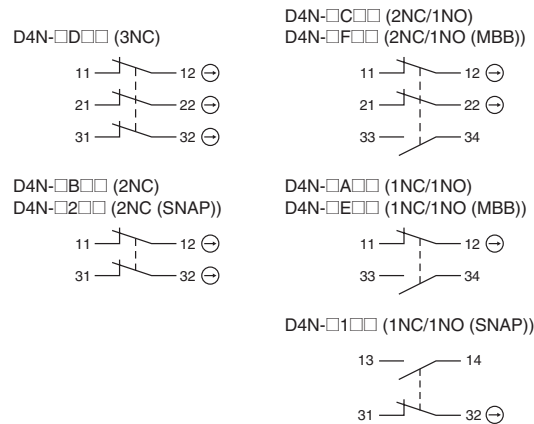 D4N-□D□□ (3NC)
11 12
21 22
31 32
D4N-□C□□ (2NC/1NO)
D4N-□F□□ (2NC/1NO (MBB))
11 12
21 22
33 34
D4N-□B□□ (2NC)
D4N-□2□□ (2NC (SNAP))
11 12
31 32
D4N-□A□□ (1NC/1NO)
D4N-□E□□ (1NC/1NO (MBB))
11 12
33 34
D4N-□1□□ (1NC/1NO (SNAP))
13 14
31 32